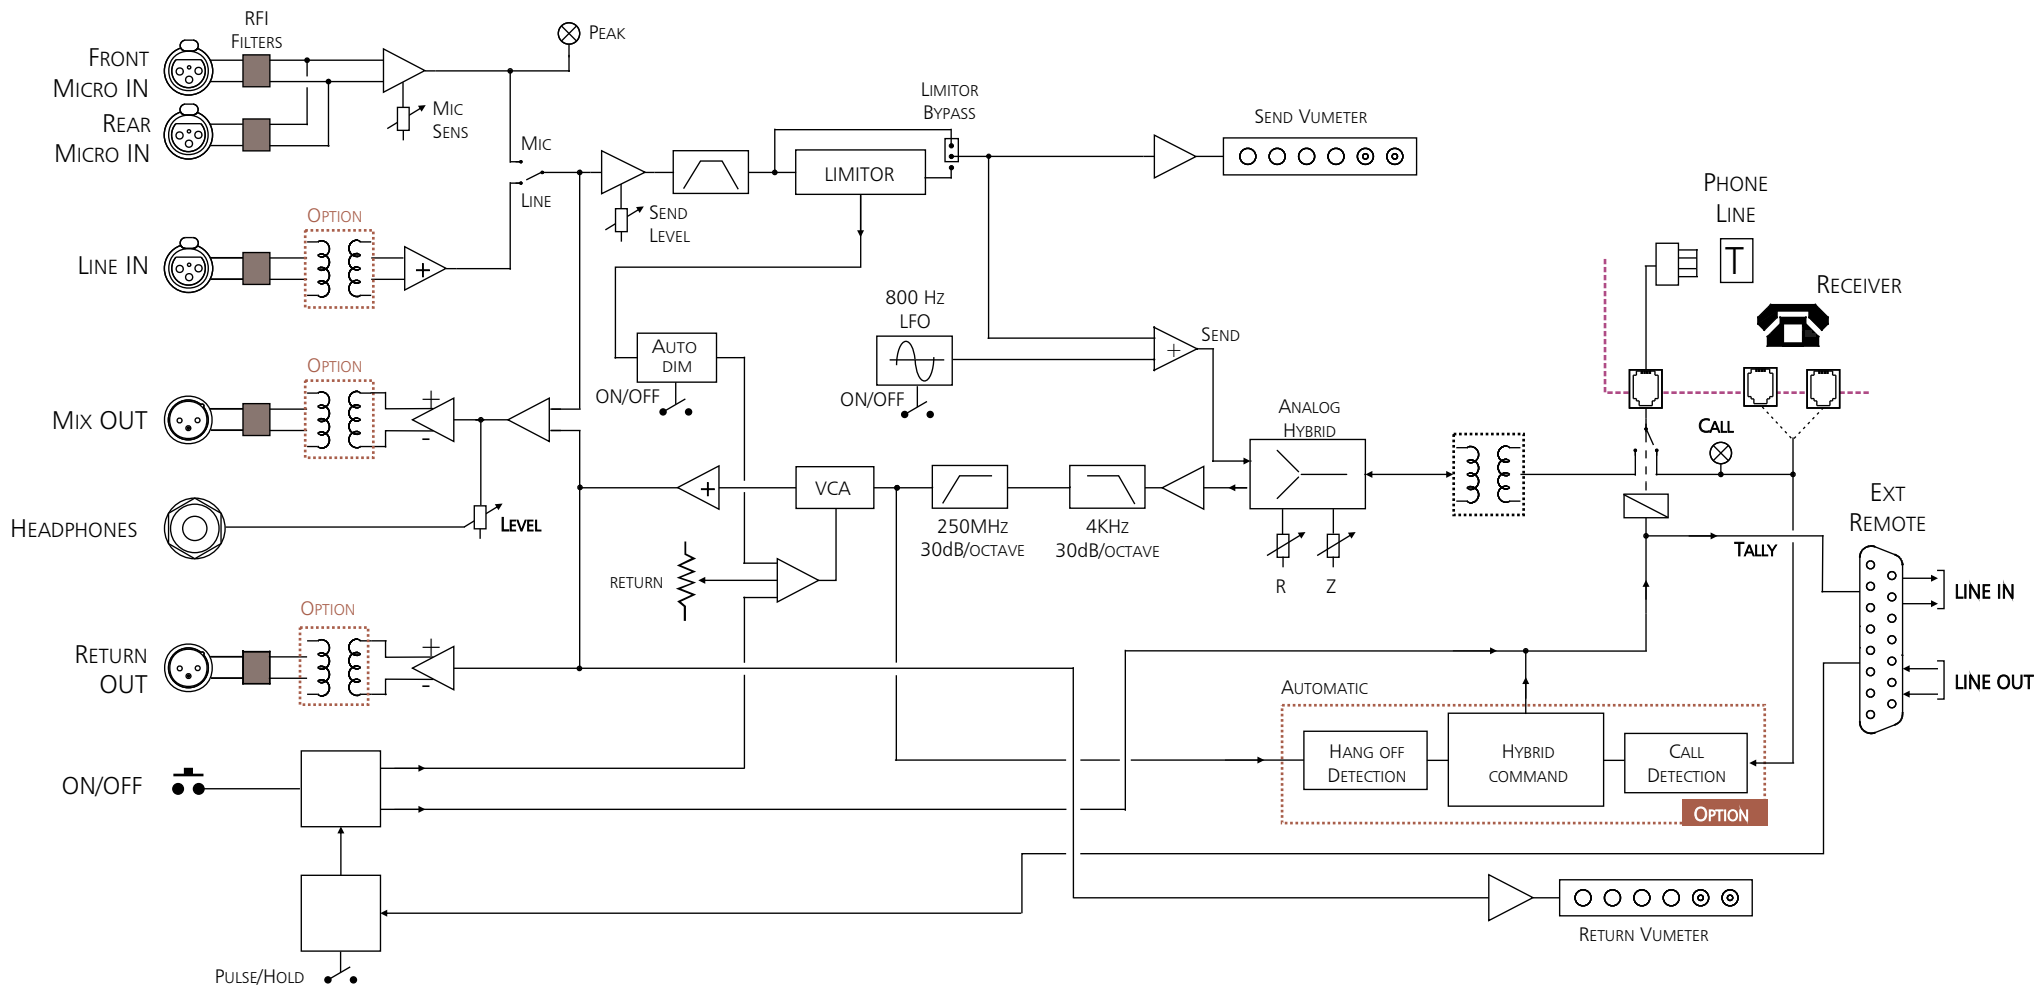 RFI
FILTERS
FRONT
MICRO IN
REAR
MICRO IN
PEAK
MIC
SENS
MIC
LINE
LIMITOR
BYPASS
SEND VUMETER
LIMITOR
SEND
LEVEL
OPTION
LINE IN
PHONE
LINE
T
RECEIVER
800 HZ
LFO
AUTO
DIM
ON/OFF
ON/OFF
+
SEND
OPTION
MIX OUT
+
-
ANALOG
HYBRID
CALL
VCA
+
+
250MHZ
30dB/OCTAVE
4KHZ
30dB/OCTAVE
R
Z
EXT
REMOTE
TALLY
HEADPHONES
LEVEL
RETURN
LINE IN
LINE OUT
OPTION
RETURN
OUT
+
-
AUTOMATIC
HANG OFF
DETECTION
HYBRID
COMMAND
CALL
DETECTION
OPTION
ON/OFF
PULSE/HOLD
RETURN VUMETER